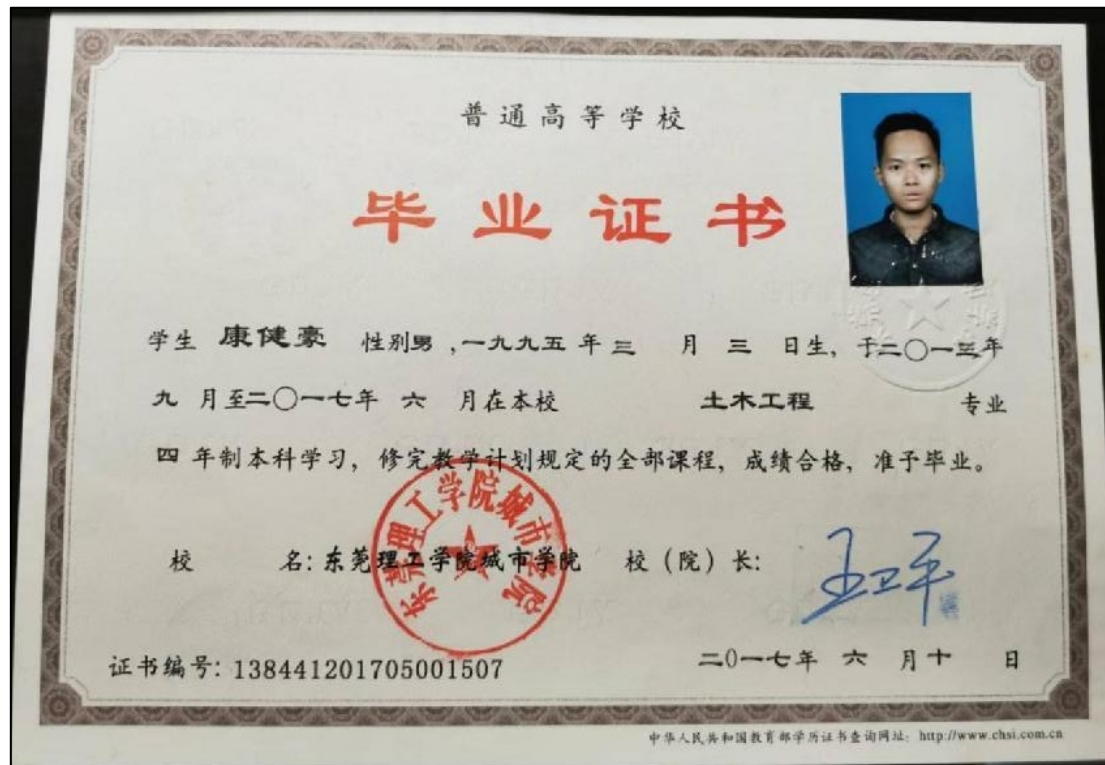 普通高等学校
毕业证书
学生 康健豪 性别男,一九九五年三月三日生,于二〇一三年
九月至二〇一七年六月在本校 土木工程 专业
四年制本科学习,修完教学计划规定的全部课程,成绩合格,准予毕业。
校 名:东莞理工学院城市学院 校(院)长:王卫平
东莞理工学院城市学院
证书编号:138441201705001507 二〇一七年六月十日
中华人民共和国教育部学历证书查询网址:http://www.chsi.com.cn